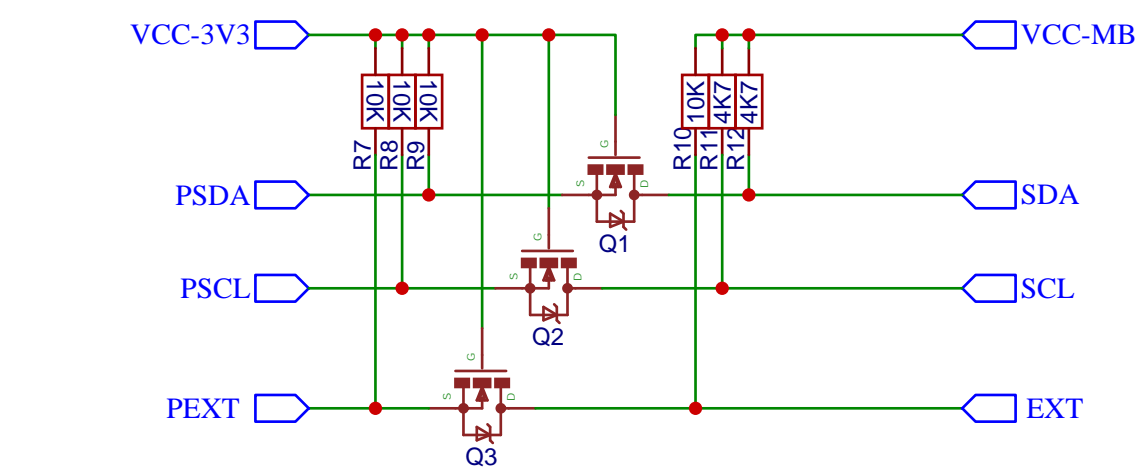 VCC-3V3
VCC-MB
10K
10K
10K
10K
4K7
4K7
R7
R8
R9
R10
R11
R12
G
PSDA
S
D
SDA
Q1
G
PSCL
S
D
SCL
Q2
G
PEXT
S
D
EXT
Q3